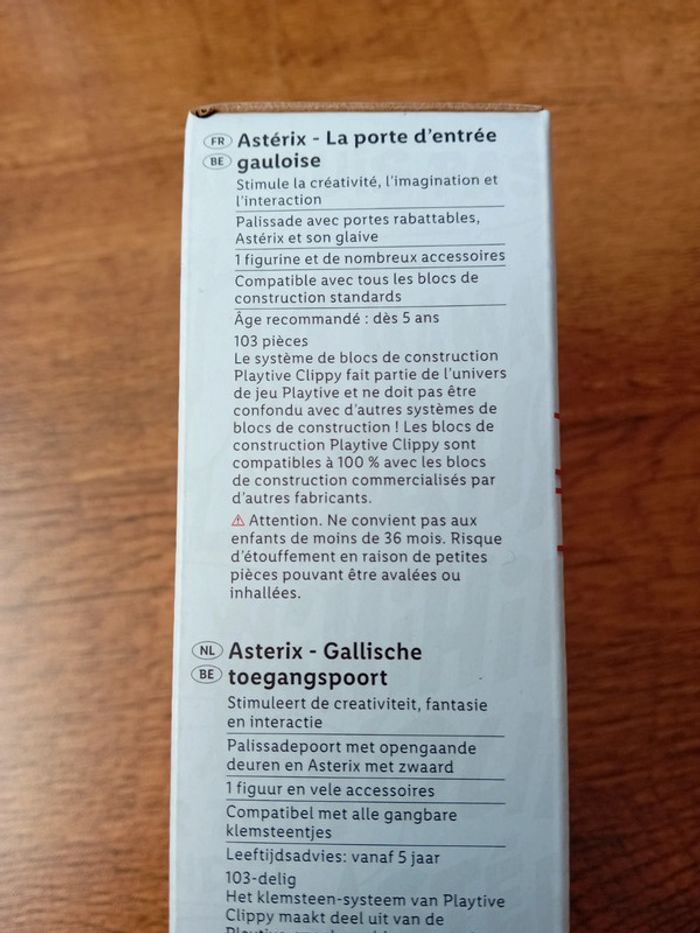 FR Astérix - La porte d'entrée
BE gauloise
Stimule la créativité, l'imagination et
l'interaction
Palissade avec portes rabattables,
Astérix et son glaive
1 figurine et de nombreux accessoires
Compatible avec tous les blocs de
construction standards
Âge recommandé : dès 5 ans
103 pièces
Le système de blocs de construction
Playtive Clippy fait partie de l'univers
de jeu Playtive et ne doit pas être
confondu avec d'autres systèmes de
blocs de construction ! Les blocs de
construction Playtive Clippy sont
compatibles à 100 % avec les blocs
de construction commercialisés par
d'autres fabricants.
⚠ Attention. Ne convient pas aux
enfants de moins de 36 mois. Risque
d'étouffement en raison de petites
pièces pouvant être avalées ou
inhallées.
NL Asterix - Gallische
BE toegangspoort
Stimuleert de creativiteit, fantasie
en interactie
Palissadepoort met opengaande
deuren en Asterix met zwaard
1 figuur en vele accessoires
Compatibel met alle gangbare
klemsteentjes
Leeftijdsadvies: vanaf 5 jaar
103-delig
Het klemsteen-systeem van Playtive
Clippy maakt deel uit van de